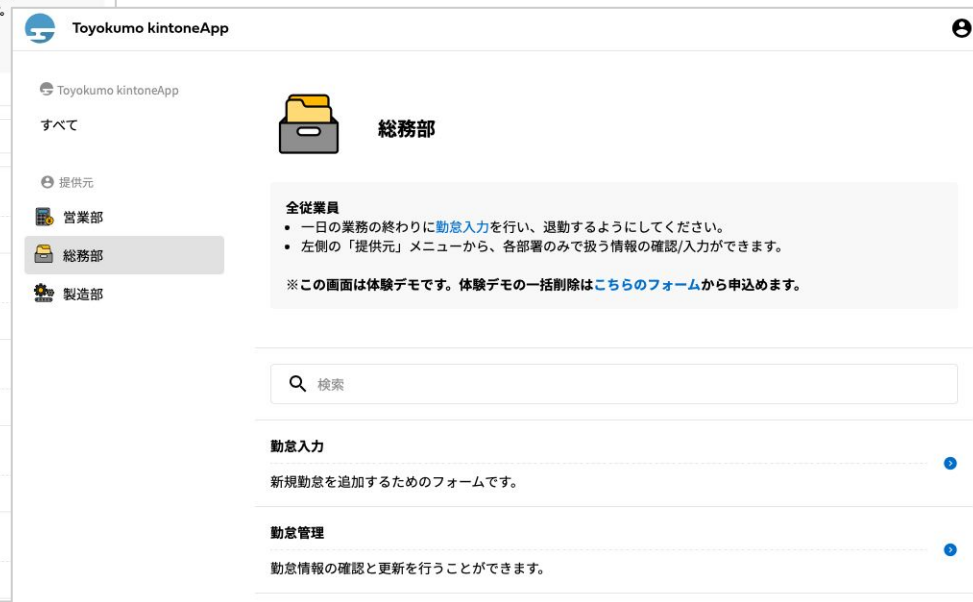 Toyokumo kintoneApp
Toyokumo kintoneApp
すべて
提供元
営業部
総務部
製造部
総務部
全従業員
• 一日の業務の終わりに勤怠入力を行い、退勤するようにしてください。
• 左側の「提供元」メニューから、各部署のみで扱う情報の確認/入力ができます。
※この画面は体験デモです。体験デモの一括削除はこちらのフォームから申込めます。
検索
勤怠入力
新規勤怠を追加するためのフォームです。
勤怠管理
勤怠情報の確認と更新を行うことができます。